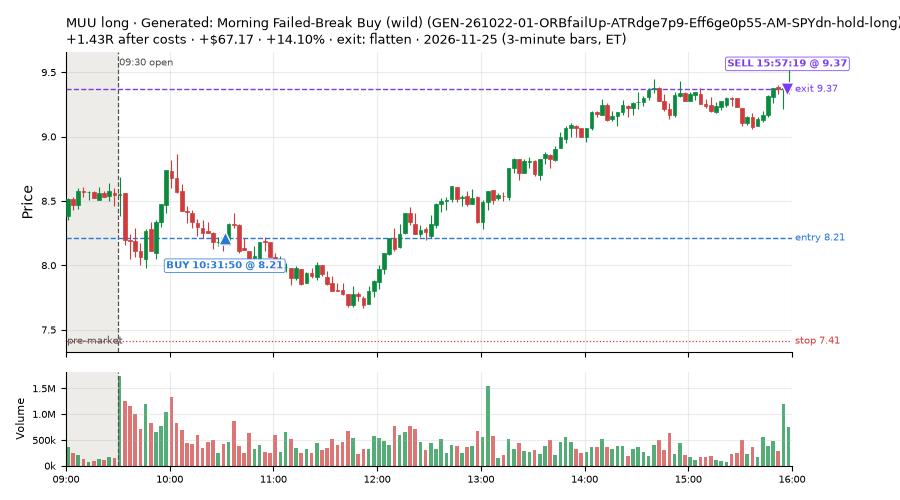 MUU long · Generated: Morning Failed-Break Buy (wild) (GEN-261022-01-ORBfailUp-ATRdge7p9-Eff6ge0p55-AM-SPYdn-hold-long)
+1.43R after costs · +$67.17 · +14.10% · exit: flatten · 2026-11-25 (3-minute bars, ET)
09:30 open
SELL 15:57:19 @ 9.37
9.5
exit 9.37
9.0
Price
8.5
entry 8.21
BUY 10:31:50 @ 8.21
8.0
7.5
pre-market
stop 7.41
Volume
1.5M
1.0M
500k
0k
09:00
10:00
11:00
12:00
13:00
14:00
15:00
16:00